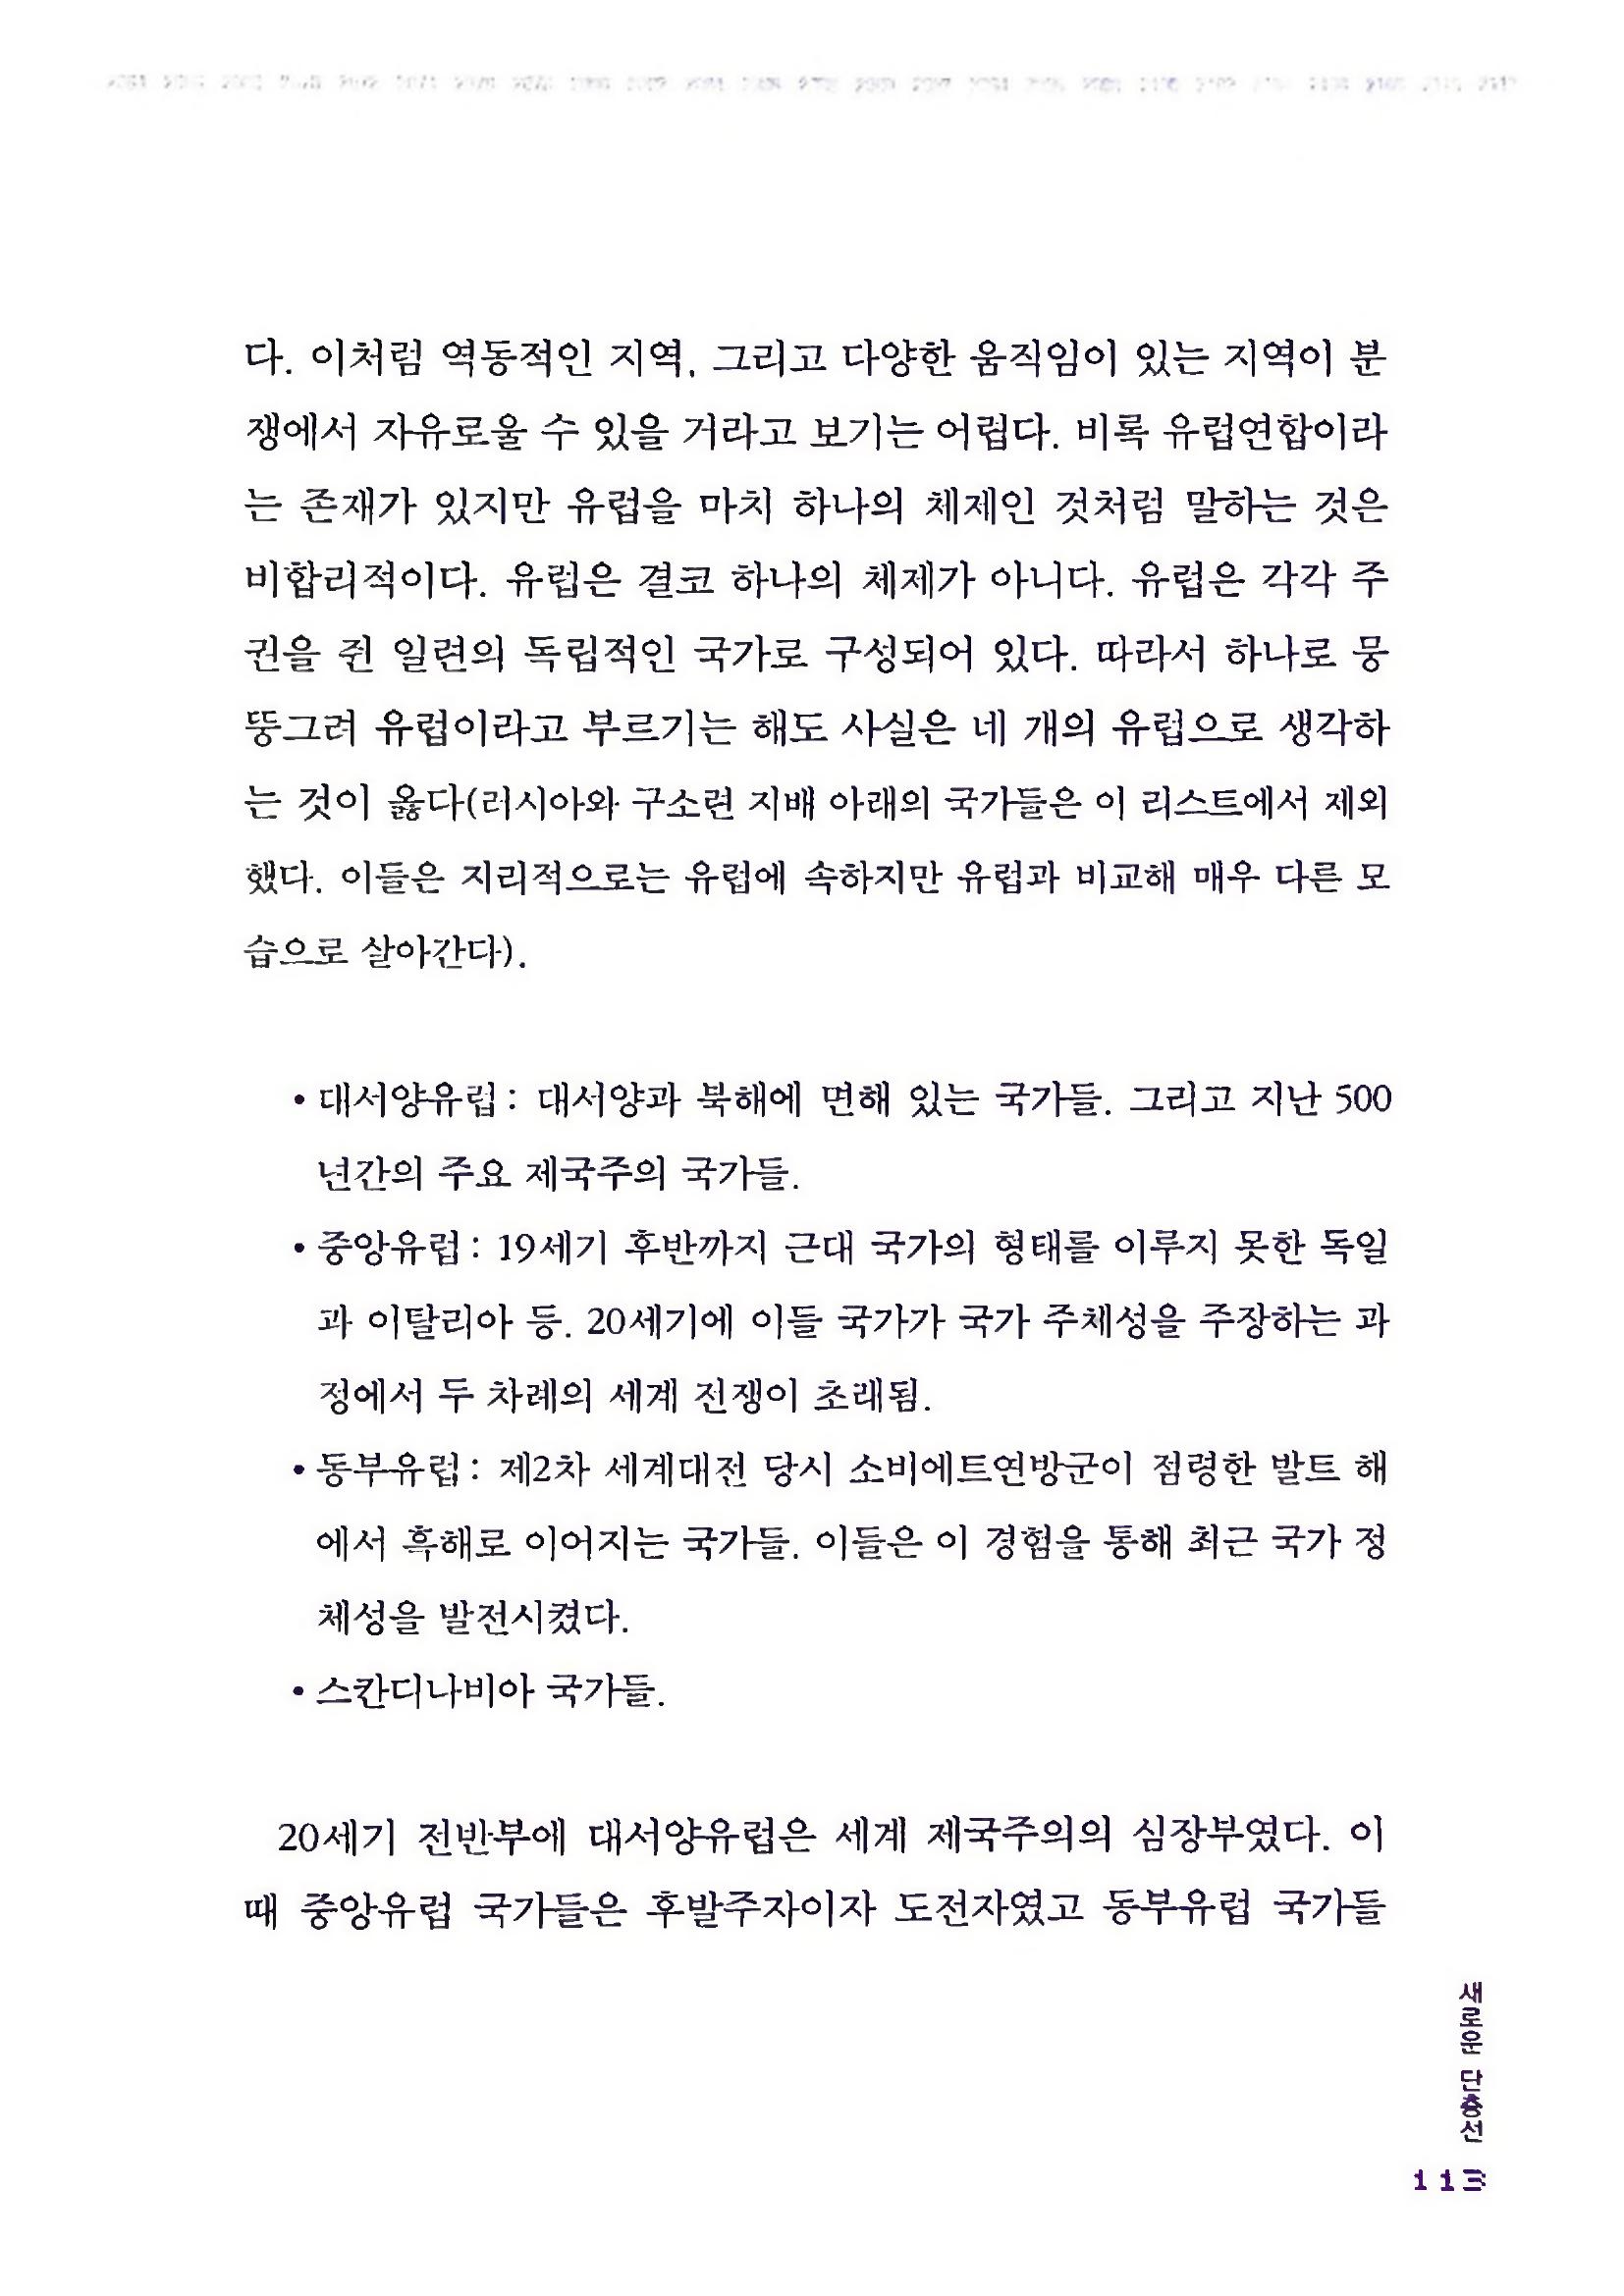 다. 이처럼 역동적인 지역, 그리고 다양한 움직임이 있는 지역이 분
쟁에서 자유로울 수 있을 거라고 보기는 어렵다. 비록 유럽연합이라
는 존재가 있지만 유럽을 마치 하나의 체제인 것처럼 말하는 것은
비합리적이다. 유럽은 결코 하나의 체제가 아니다. 유럽은 각각 주
권을 쥔 일련의 독립적인 국가로 구성되어 있다. 따라서 하나로 뭉
뚱그려 유럽이라고 부르기는 해도 사실은 네 개의 유럽으로 생각하
는 것이 옳다(러시아와 구소련 지배 아래의 국가들은 이 리스트에서 제외
했다. 이들은 지리적으로는 유럽에 속하지만 유럽과 비교해 매우 다른 모
습으로 살아간다).
• 대서양유럽: 대서양과 북해에 면해 있는 국가들. 그리고 지난 500
년간의 주요 제국주의 국가들.
• 중앙유럽: 19세기 후반까지 근대 국가의 형태를 이루지 못한 독일
과 이탈리아 등. 20세기에 이들 국가가 국가 주체성을 주장하는 과
정에서 두 차례의 세계 전쟁이 초래됨.
• 동부유럽: 제2차 세계대전 당시 소비에트연방군이 점령한 발트 해
에서 흑해로 이어지는 국가들. 이들은 이 경험을 통해 최근 국가 정
체성을 발전시켰다.
• 스칸디나비아 국가들.
20세기 전반부에 대서양유럽은 세계 제국주의의 심장부였다. 이
때 중앙유럽 국가들은 후발주자이자 도전자였고 동부유럽 국가들
새로운 단층선
113